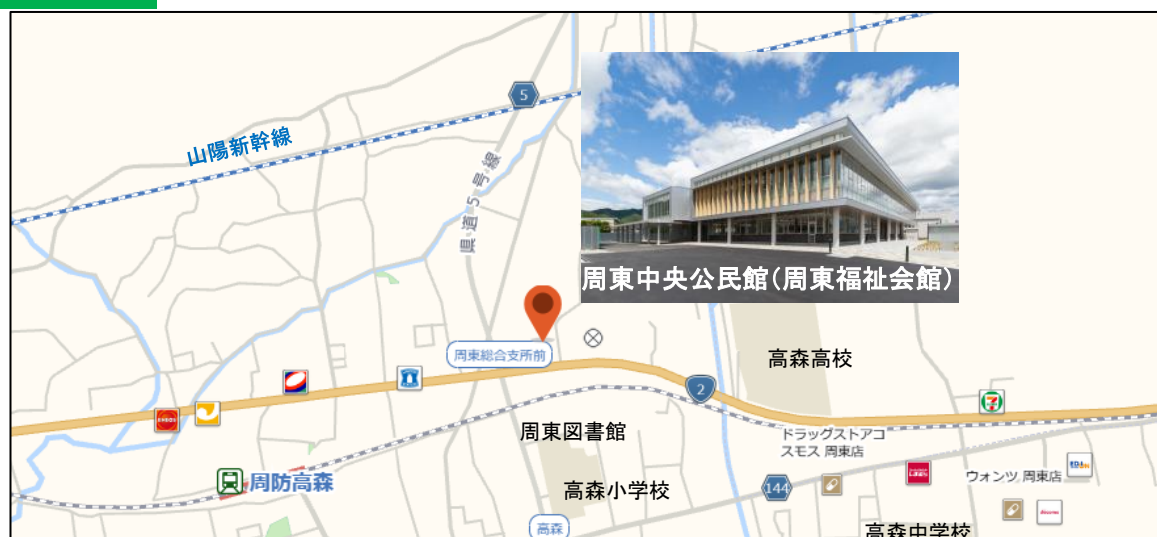 5
山陽新幹線
県道5号線
周東中央公民館(周東福祉会館)
周東総合支所前
2
高森高校
ENEOS
7
周東図書館
ドラッグストアコ
スモス 周東店
周防高森
高森小学校
144
ウォンツ 周東店
高森
高森中学校